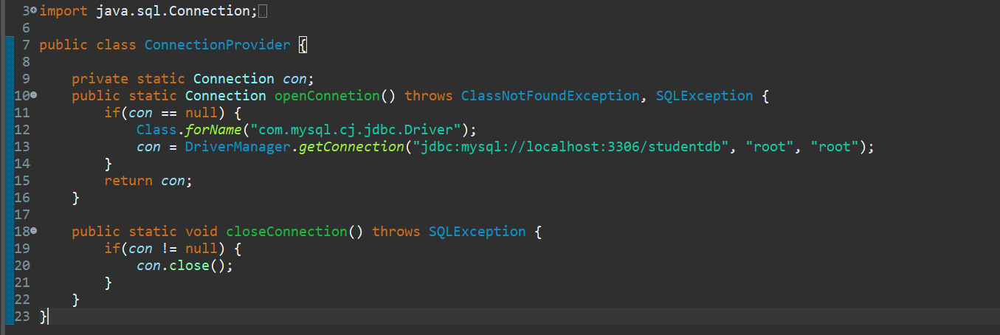 3 import java.sql.Connection;
6
7 public class ConnectionProvider {
8
9     private static Connection con;
10     public static Connection openConnetion() throws ClassNotFoundException, SQLException {
11         if(con == null) {
12             Class.forName("com.mysql.cj.jdbc.Driver");
13             con = DriverManager.getConnection("jdbc:mysql://localhost:3306/studentdb", "root", "root");
14         }
15         return con;
16     }
17
18     public static void closeConnection() throws SQLException {
19         if(con != null) {
20             con.close();
21         }
22     }
23 }